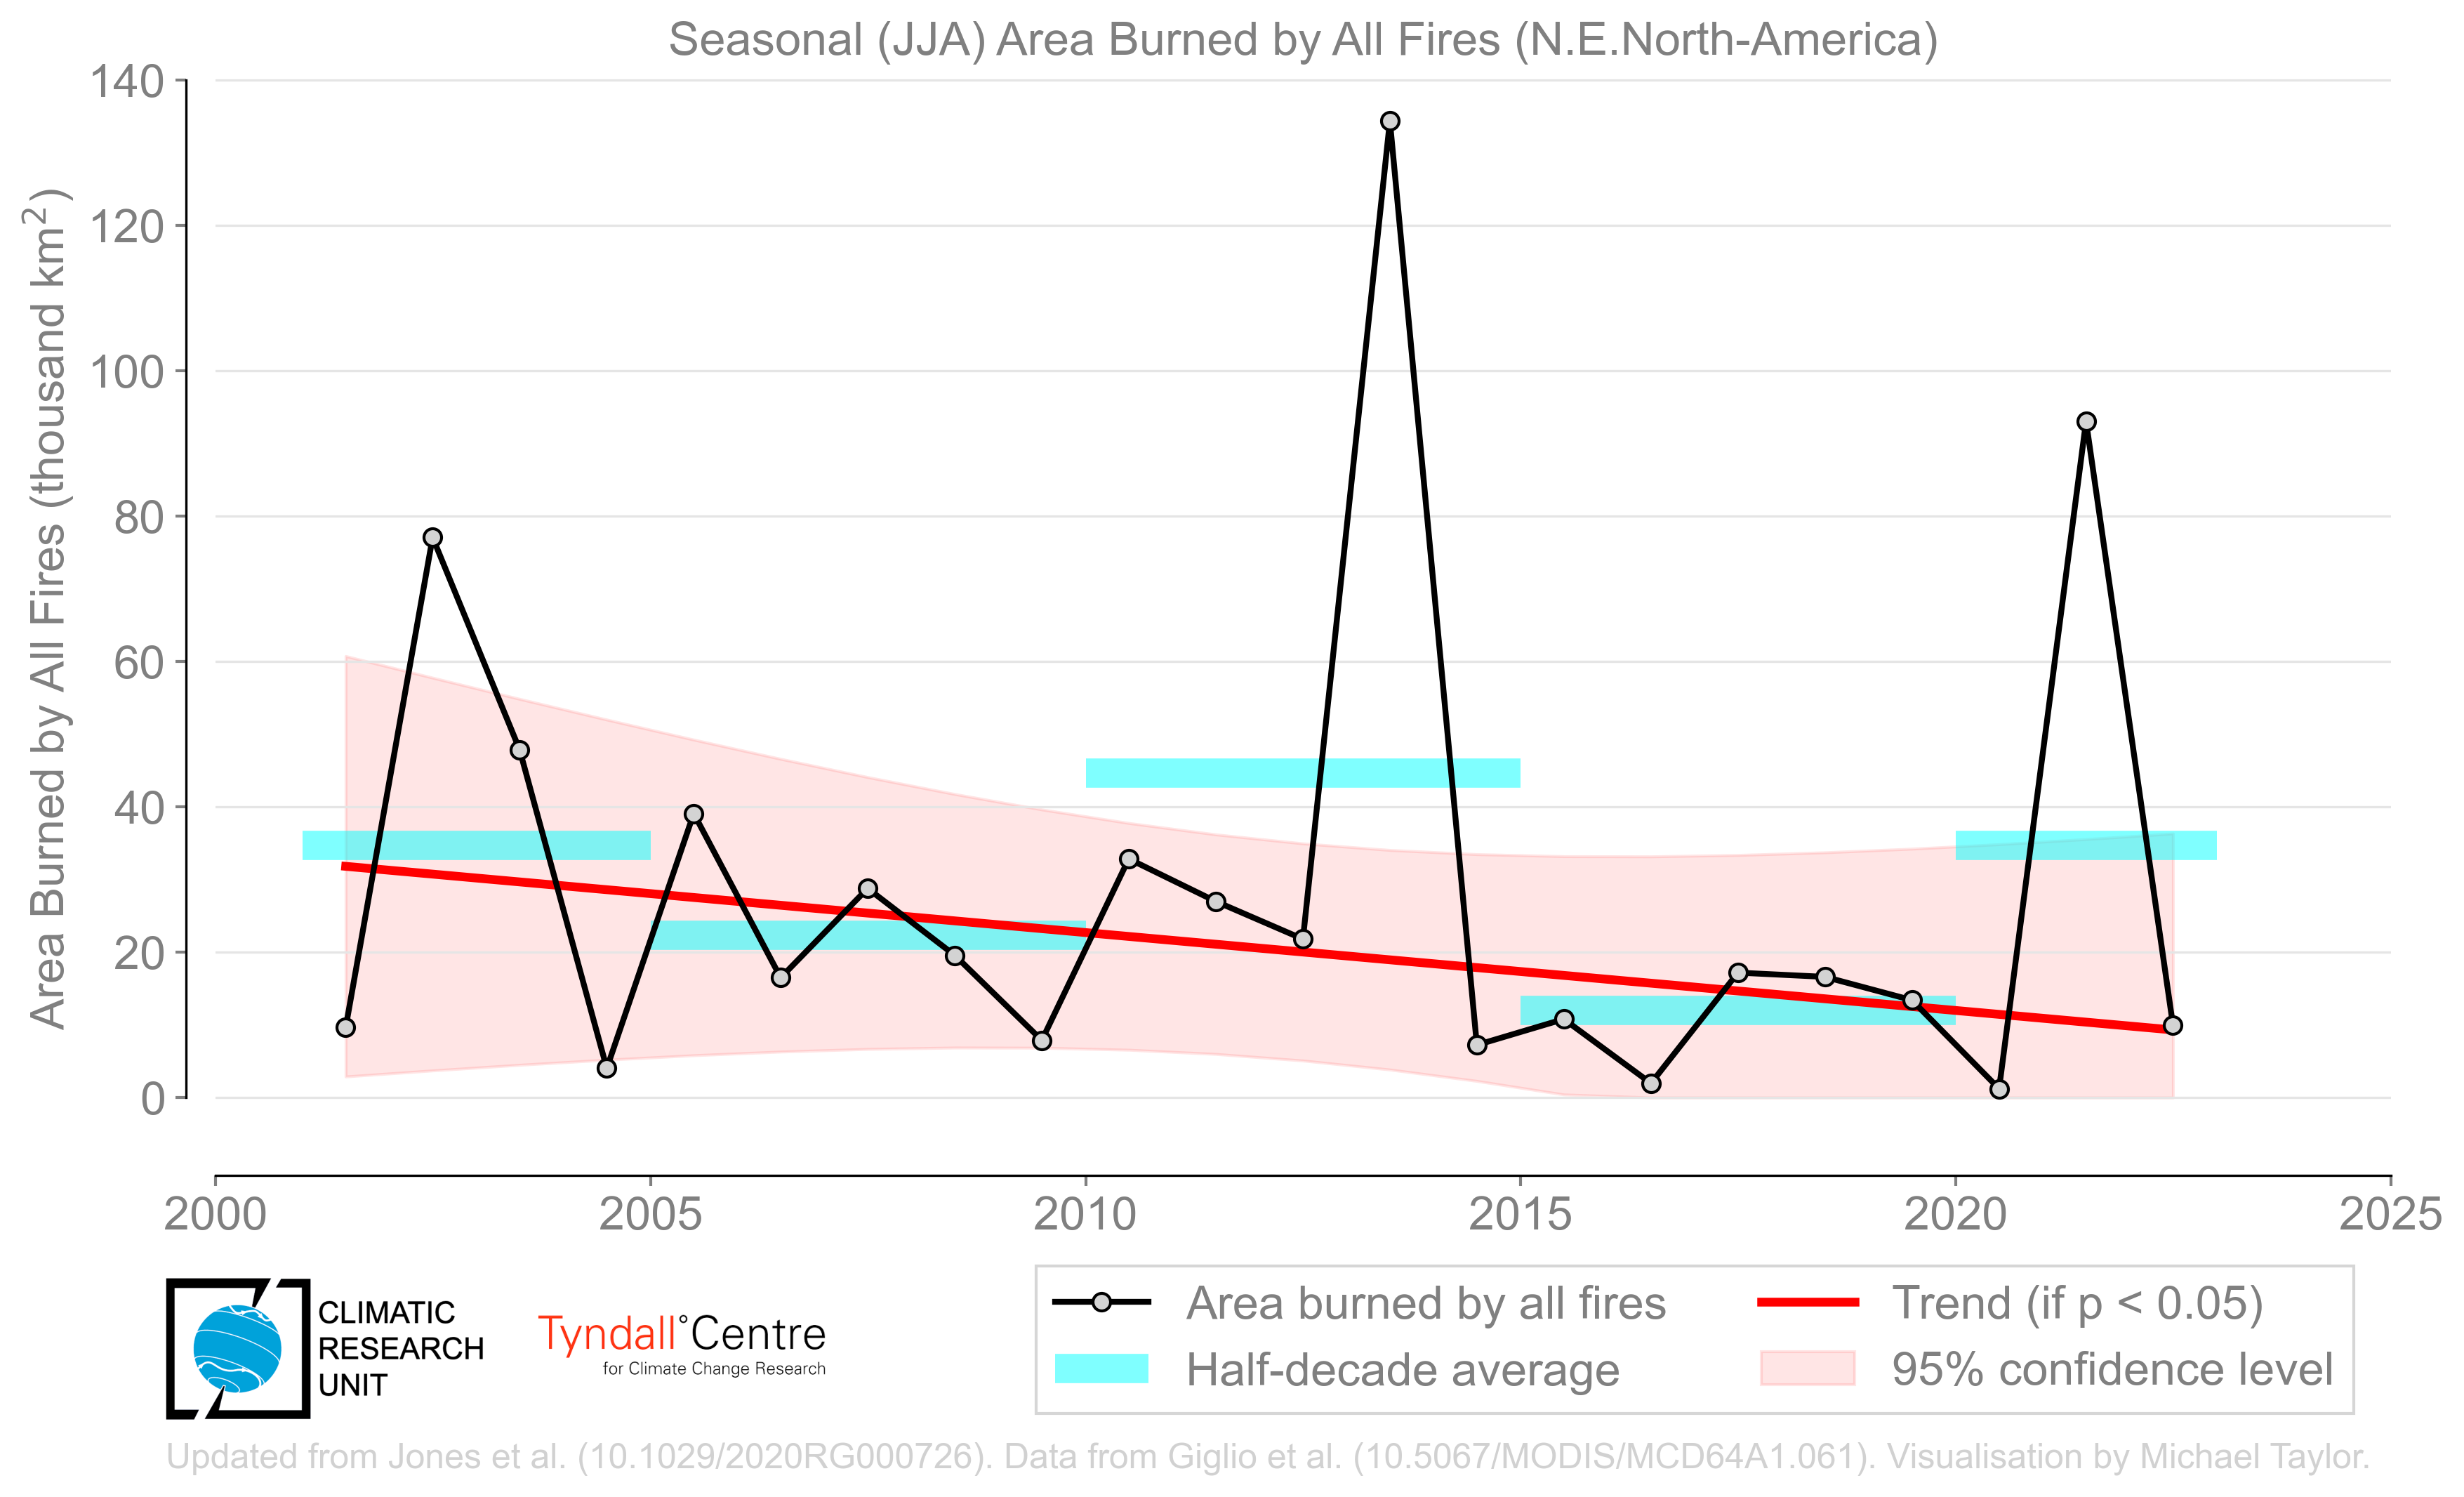 Seasonal (JJA) Area Burned by All Fires (N.E.North-America)
Area Burned by All Fires (thousand km²)
140
120
100
80
60
40
20
0
2000 2005 2010 2015 2020 2025
CLIMATIC
RESEARCH
UNIT
Tyndall°Centre
for Climate Change Research
Area burned by all fires
Half-decade average
Trend (if p < 0.05)
95% confidence level
Updated from Jones et al. (10.1029/2020RG000726). Data from Giglio et al. (10.5067/MODIS/MCD64A1.061). Visualisation by Michael Taylor.